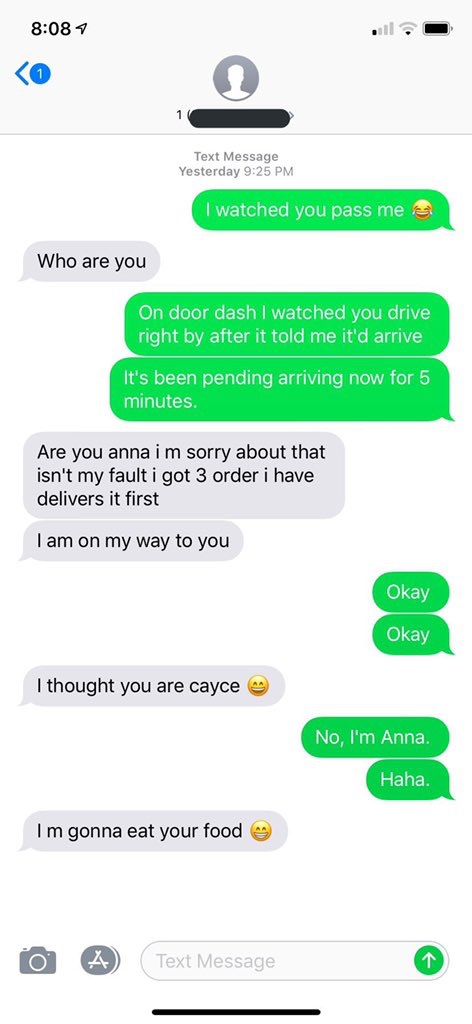 8:08
1
1 (
Text Message
Yesterday 9:25 PM
I watched you pass me 😂
Who are you
On door dash I watched you drive
right by after it told me it'd arrive
It's been pending arriving now for 5
minutes.
Are you anna i m sorry about that
isn't my fault i got 3 order i have
delivers it first
I am on my way to you
Okay
Okay
I thought you are cayce 😄
No, I'm Anna.
Haha.
I m gonna eat your food 😁
Text Message